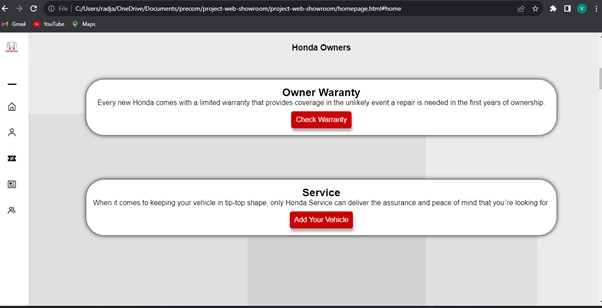 File
C:/Users/radja/OneDrive/Documents/precom/project-web-showroom/project-web-showroom/homepage.html#home
V
Gmail
YouTube
Maps
Honda Owners
Owner Waranty
Every new Honda comes with a limited warranty that provides coverage in the unlikely event a repair is needed in the first years of ownership.
Check Warranty
Service
When it comes to keeping your vehicle in tip-top shape, only Honda Service can deliver the assurance and peace of mind that you´re looking for.
Add Your Vehicle